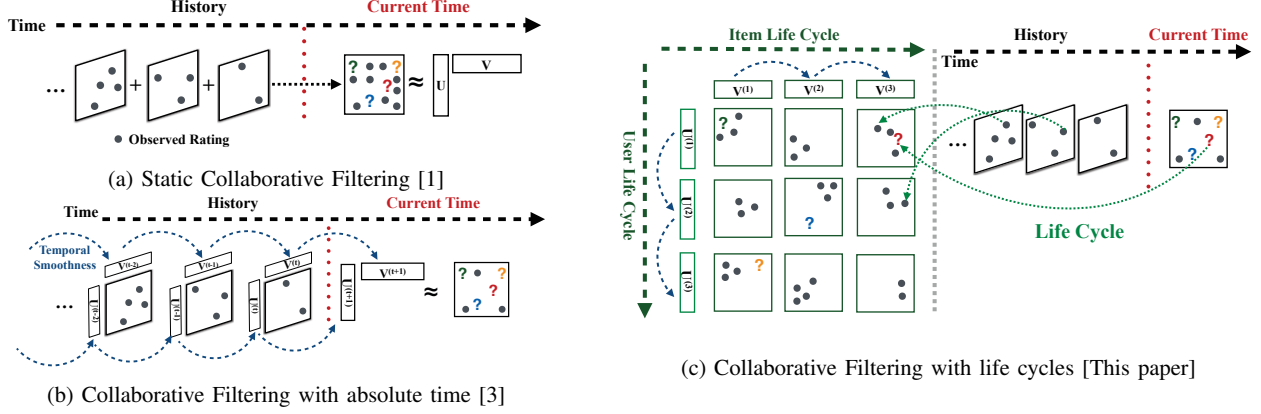 History
Current Time
Time
...
+
+
?
?
?
?
≈
U
V
Observed Rating
(a) Static Collaborative Filtering [1]
Time
History
Current Time
Temporal
Smoothness
V(t-2)
V(t-1)
V(t)
V(t+1)
...
U(t-2)
U(t-1)
U(t)
U(t+1)
≈
?
?
?
?
(b) Collaborative Filtering with absolute time [3]
Item Life Cycle
User Life Cycle
V(1)
V(2)
V(3)
U(1)
U(2)
U(3)
?
?
?
?
History
Current Time
Time
...
?
?
?
?
Life Cycle
(c) Collaborative Filtering with life cycles [This paper]